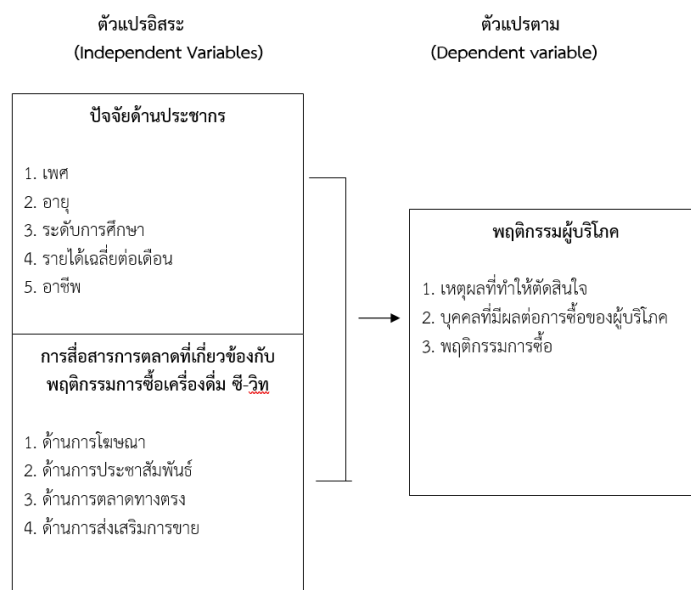 ตัวแปรอิสระ
(Independent Variables)
ตัวแปรตาม
(Dependent variable)
ปัจจัยด้านประชากร
1. เพศ
2. อายุ
3. ระดับการศึกษา
4. รายได้เฉลี่ยต่อเดือน
5. อาชีพ
การสื่อสารการตลาดที่เกี่ยวข้องกับ
พฤติกรรมการซื้อเครื่องดื่ม ซี-วิท
1. ด้านการโฆษณา
2. ด้านการประชาสัมพันธ์
3. ด้านการตลาดทางตรง
4. ด้านการส่งเสริมการขาย
พฤติกรรมผู้บริโภค
1. เหตุผลที่ทำให้ตัดสินใจ
2. บุคคลที่มีผลต่อการซื้อของผู้บริโภค
3. พฤติกรรมการซื้อ